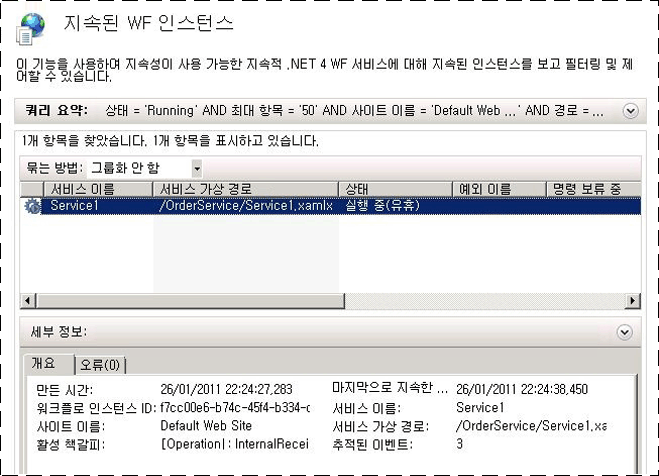 지속된 WF 인스턴스
이 기능을 사용하여 지속성이 사용 가능한 지속적 .NET 4 WF 서비스에 대해 지속된 인스턴스를 보고 필터링 및 제
어할 수 있습니다.
쿼리 요약: 상태 = 'Running' AND 최대 항목 = '50' AND 사이트 이름 = 'Default Web ...' AND 경로 = ...
1개 항목을 찾았습니다. 1개 항목을 표시하고 있습니다.
묶는 방법: 그룹화 안 함
서비스 이름 서비스 가상 경로 상태 예외 이름 명령 보류 중
Service1 /OrderService/Service1.xamlx 실행 중(유휴)
세부 정보:
개요 오류(0)
만든 시간: 26/01/2011 22:24:27.283 마지막으로 지속한 ... 26/01/2011 22:24:38.450
워크플로 인스턴스 ID: f7cc00e6-b74c-45f4-b334-c 서비스 이름: Service1
사이트 이름: Default Web Site 서비스 가상 경로: /OrderService/Service1.xa
활성 책갈피: [Operation|: InternalRecei 추적된 이벤트: 3